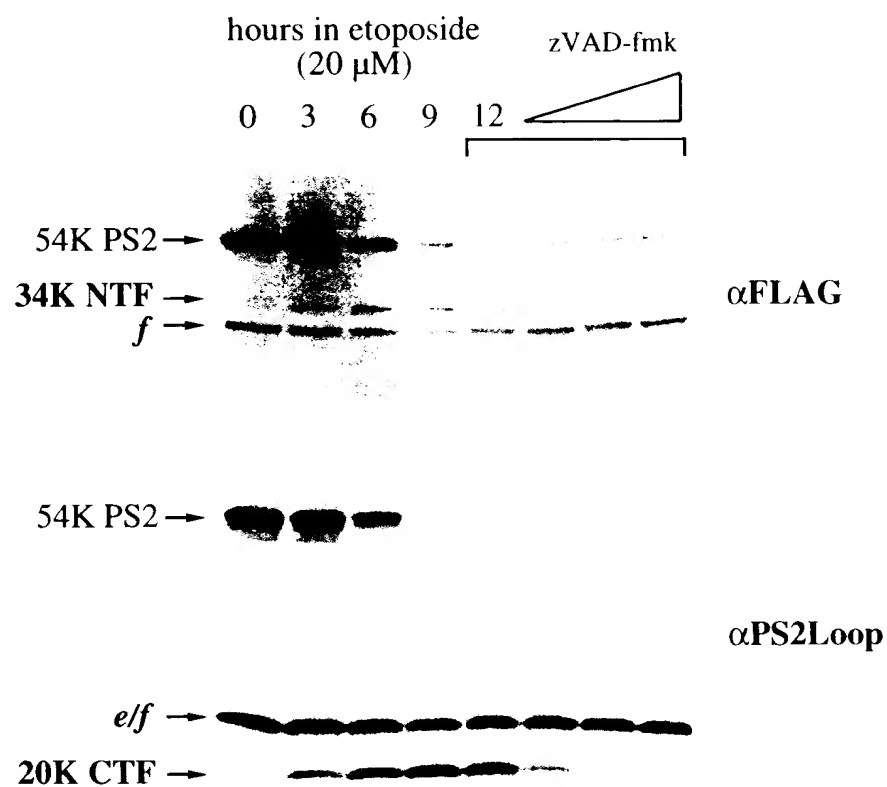 hours in etoposide
(20 µM)
zVAD-fmk
0 3 6 9 12
54K PS2
34K NTF
f
αFLAG
54K PS2
αPS2Loop
e/f
20K CTF